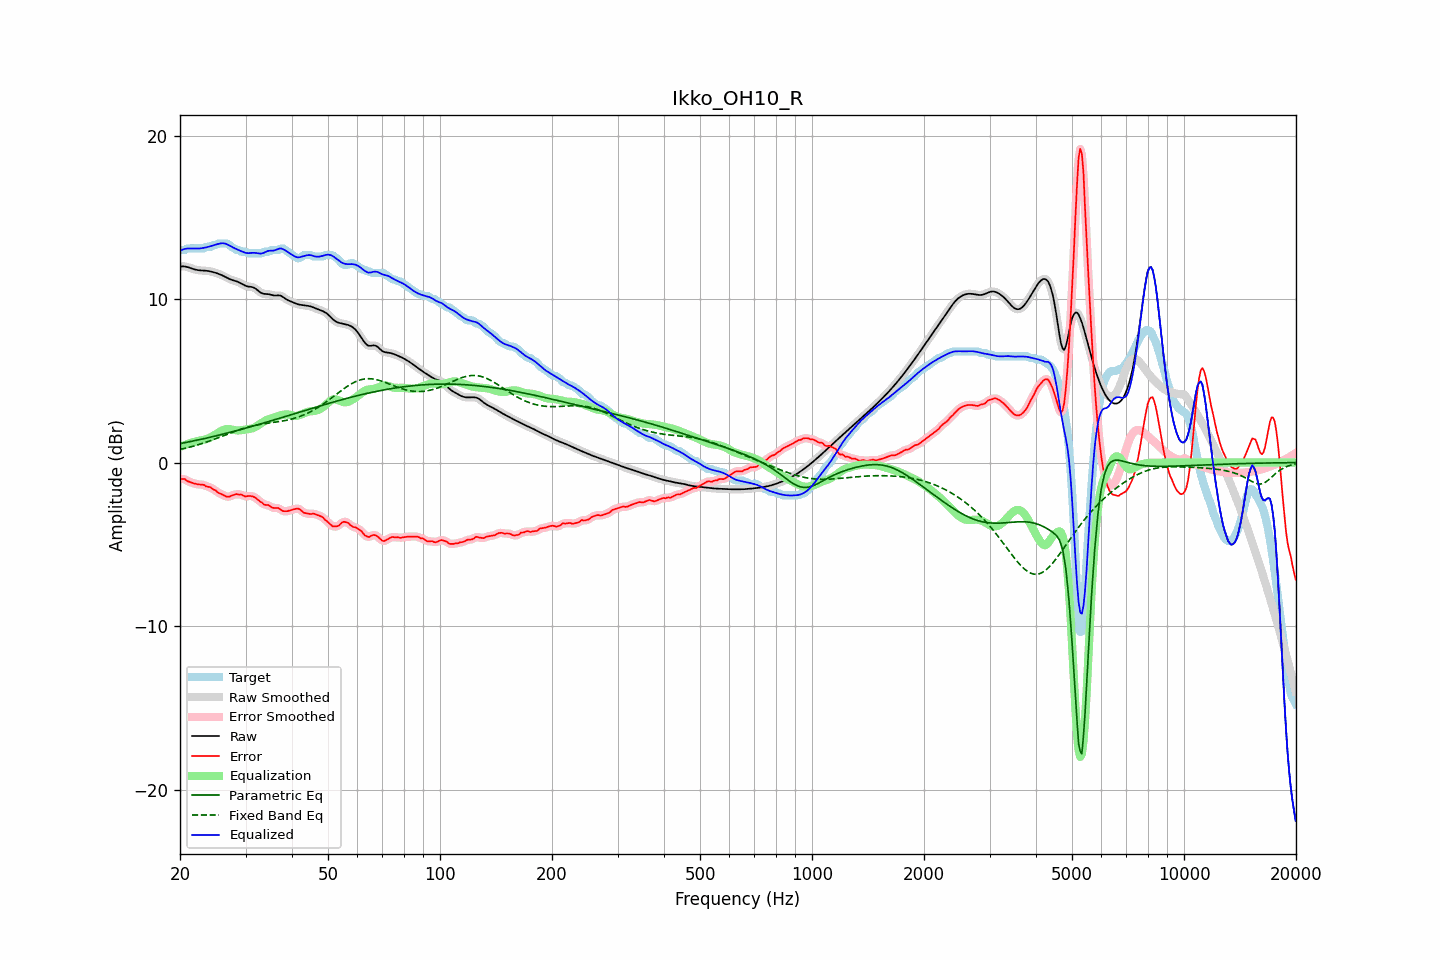 Ikko_OH10_R
Amplitude (dBr)
20
10
0
−10
−20
Target
Raw Smoothed
Error Smoothed
Raw
Error
Equalization
Parametric Eq
Fixed Band Eq
Equalized
20 50 100 200 500 1000 2000 5000 10000 20000
Frequency (Hz)